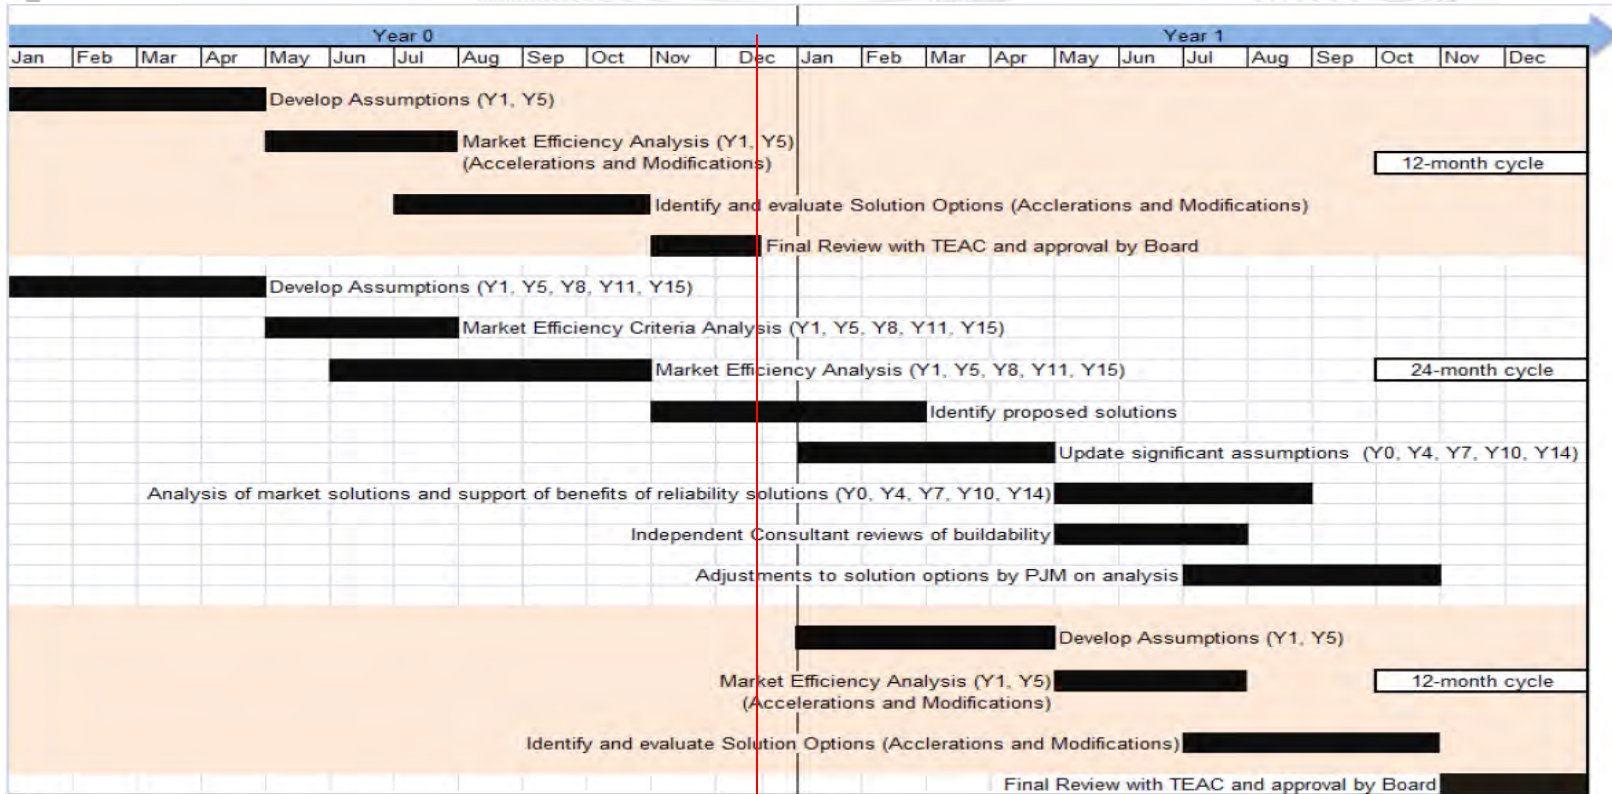 Year 0 Year 1
Jan Feb Mar Apr May Jun Jul Aug Sep Oct Nov Dec Jan Feb Mar Apr May Jun Jul Aug Sep Oct Nov Dec
Develop Assumptions (Y1, Y5)
Market Efficiency Analysis (Y1, Y5)
(Accelerations and Modifications)
12-month cycle
Identify and evaluate Solution Options (Acclerations and Modifications)
Final Review with TEAC and approval by Board
Develop Assumptions (Y1, Y5, Y8, Y11, Y15)
Market Efficiency Criteria Analysis (Y1, Y5, Y8, Y11, Y15)
Market Efficiency Analysis (Y1, Y5, Y8, Y11, Y15)
24-month cycle
Identify proposed solutions
Update significant assumptions (Y0, Y4, Y7, Y10, Y14)
Analysis of market solutions and support of benefits of reliability solutions (Y0, Y4, Y7, Y10, Y14)
Independent Consultant reviews of buildability
Adjustments to solution options by PJM on analysis
Develop Assumptions (Y1, Y5)
Market Efficiency Analysis (Y1, Y5)
(Accelerations and Modifications)
12-month cycle
Identify and evaluate Solution Options (Acclerations and Modifications)
Final Review with TEAC and approval by Board